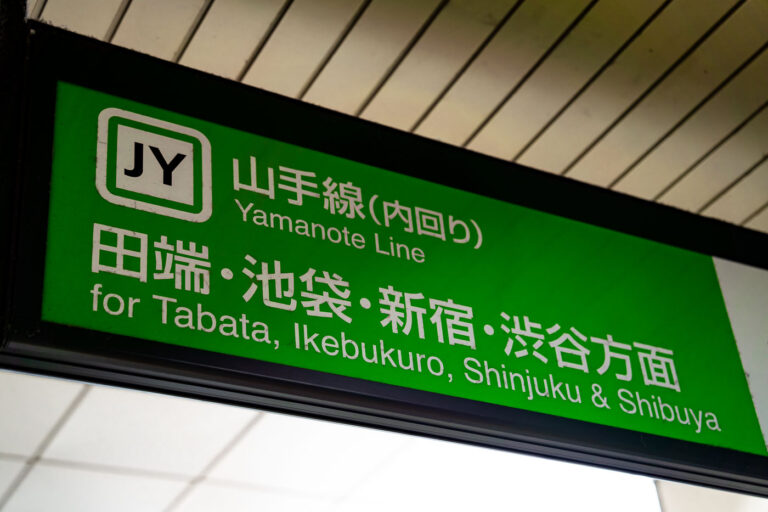 JY
山手線(内回り)
Yamanote Line
田端・池袋・新宿・渋谷方面
for Tabata, Ikebukuro, Shinjuku & Shibuya